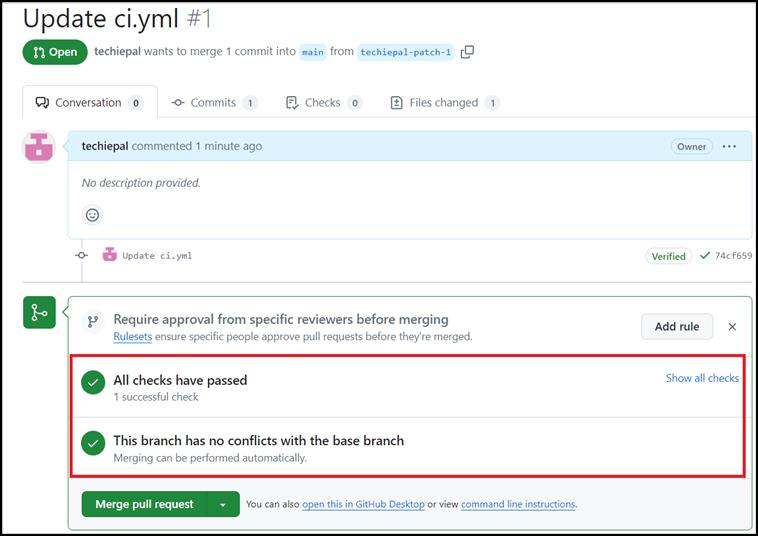 Update ci.yml #1
Open techiepal wants to merge 1 commit into main from techiepal-patch-1
Conversation 0 Commits 1 Checks 0 Files changed 1
techiepal commented 1 minute ago Owner
No description provided.
Update ci.yml Verified 74cf659
Require approval from specific reviewers before merging
Rulesets ensure specific people approve pull requests before they're merged.
Add rule
All checks have passed
1 successful check
Show all checks
This branch has no conflicts with the base branch
Merging can be performed automatically.
Merge pull request You can also open this in GitHub Desktop or view command line instructions.